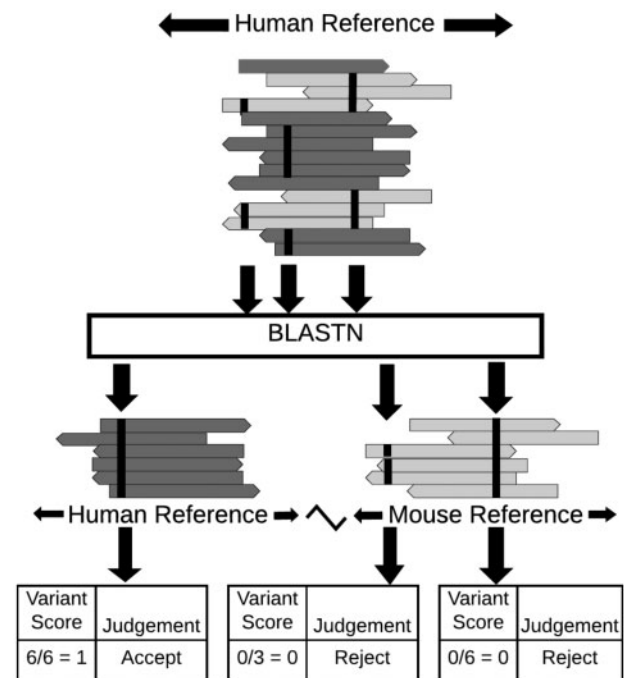 Human Reference
BLASTN
Human Reference
Mouse Reference
Variant Score
Judgement
6/6 = 1
Accept
Variant Score
Judgement
0/3 = 0
Reject
Variant Score
Judgement
0/6 = 0
Reject